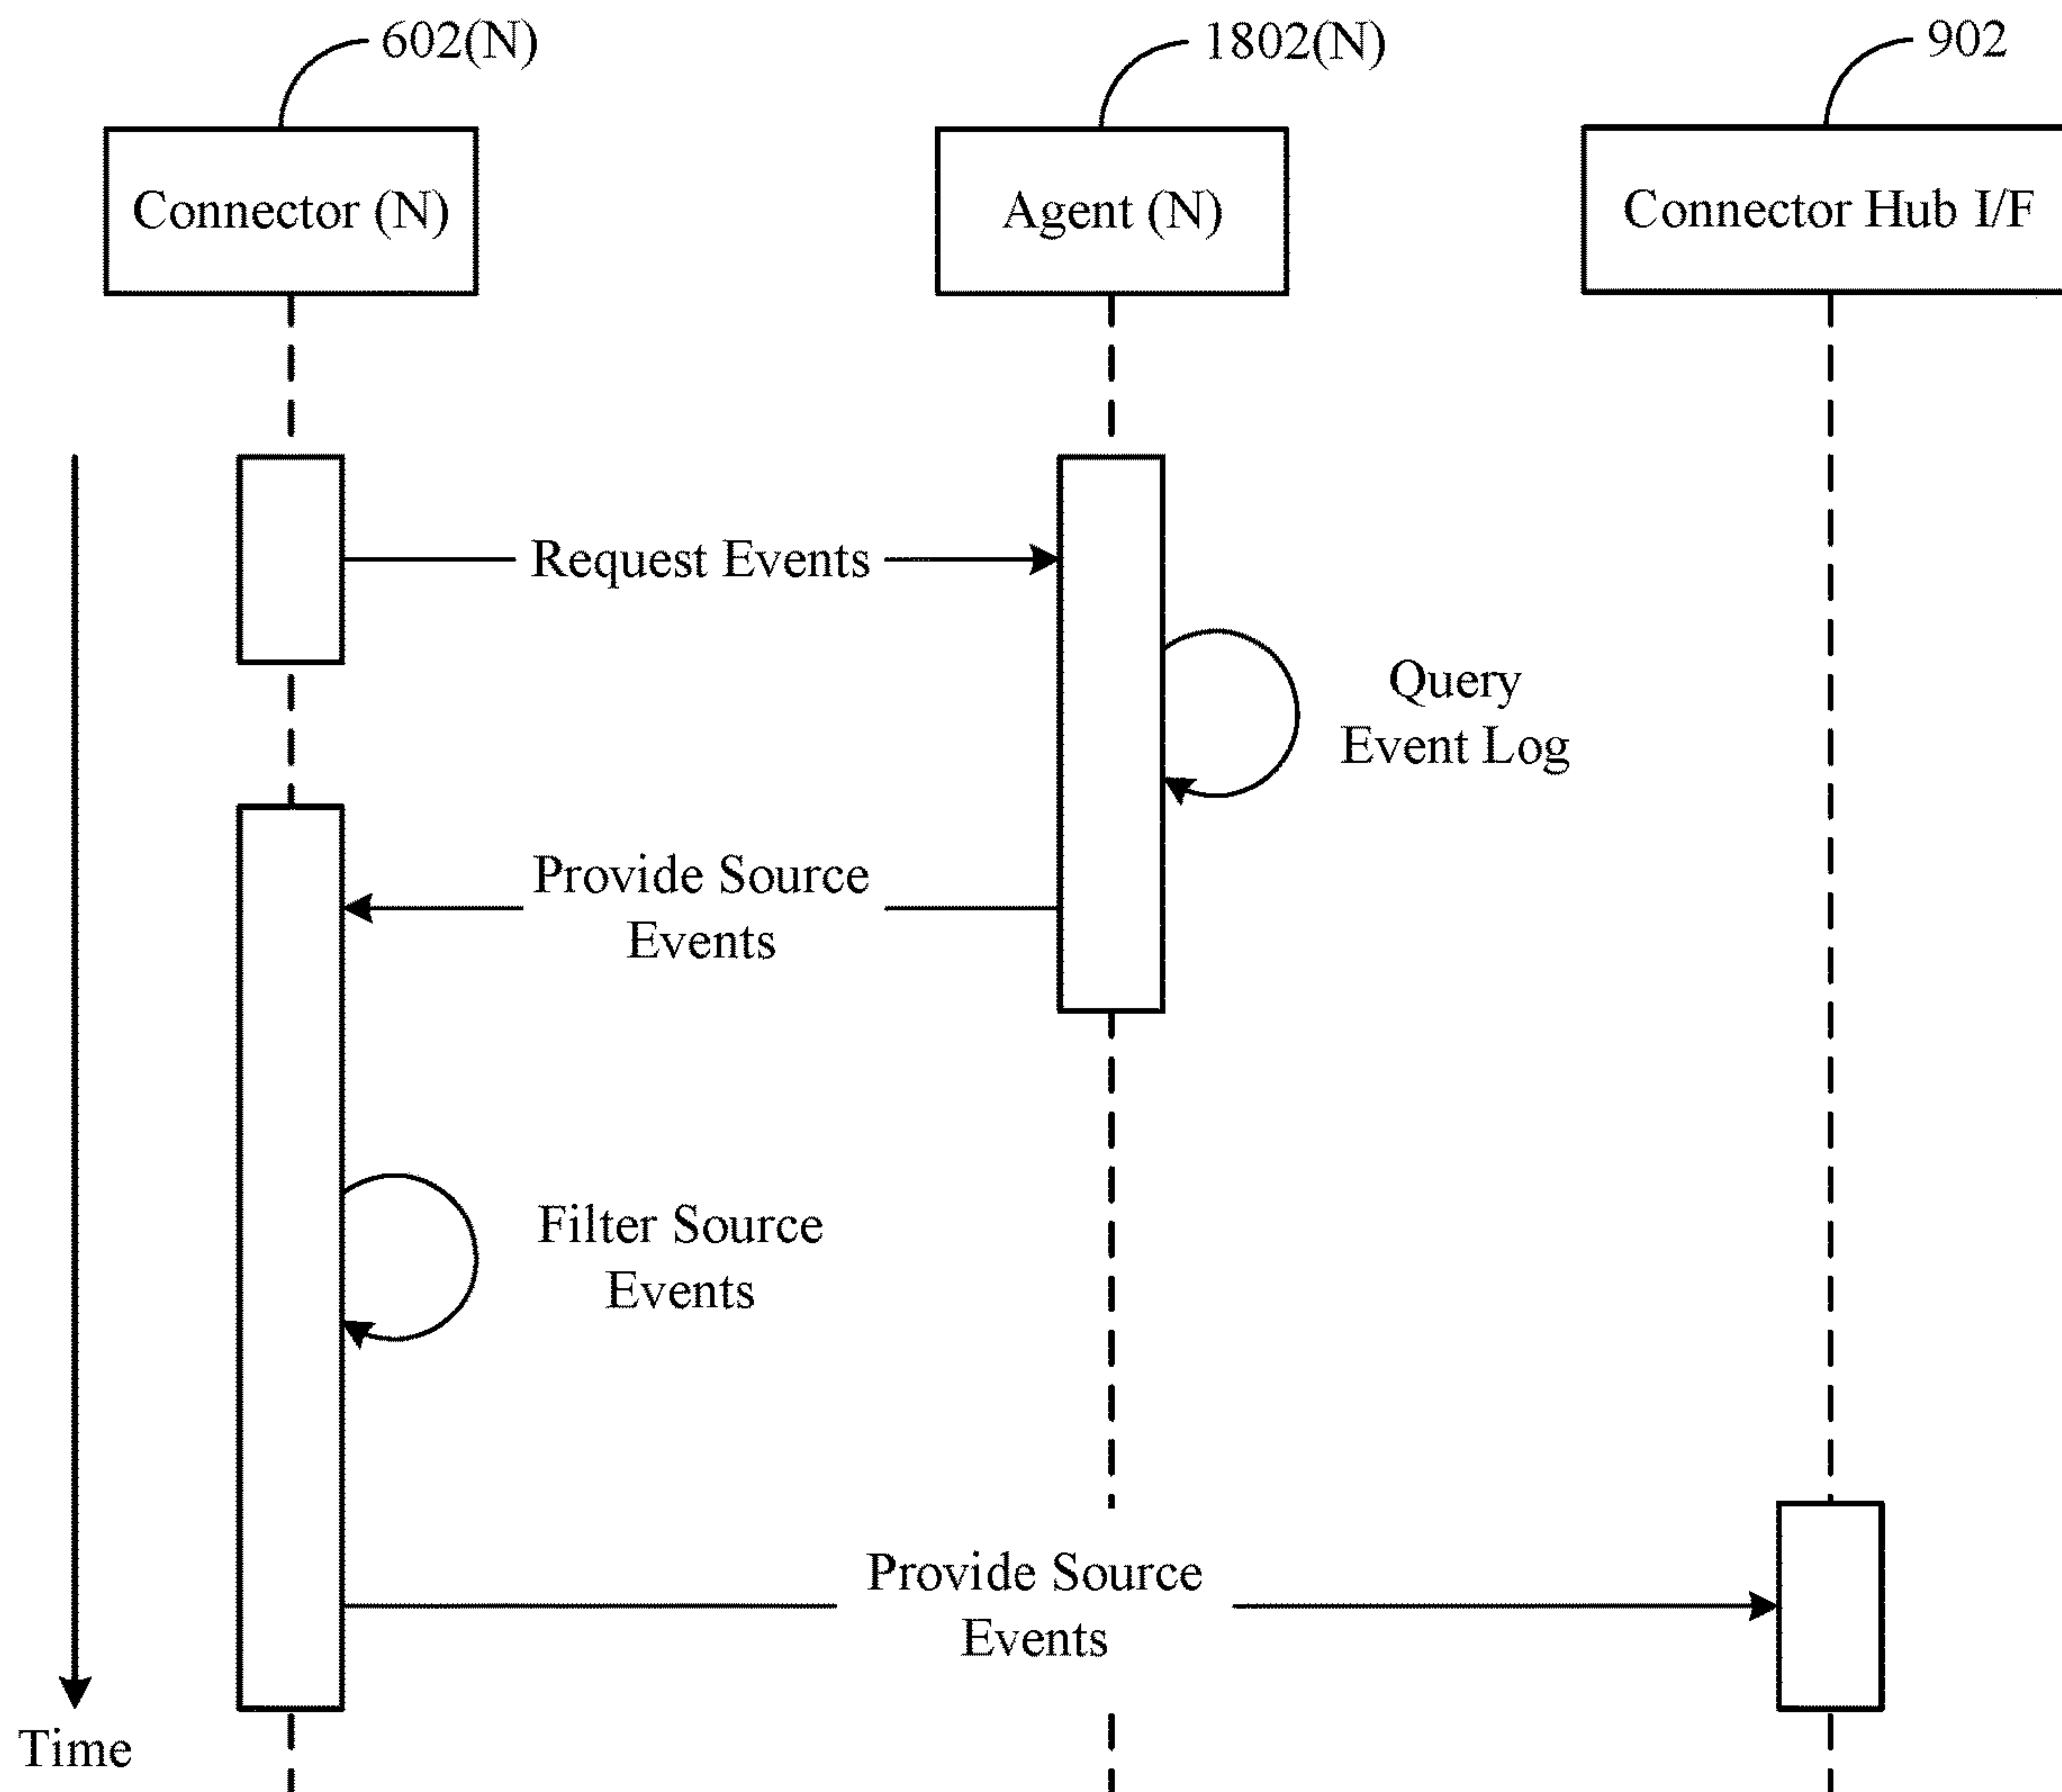 602(N)
1802(N)
902
Connector (N)
Agent (N)
Connector Hub I/F
Request Events
Query
Event Log
Provide Source
Events
Filter Source
Events
Provide Source
Events
Time